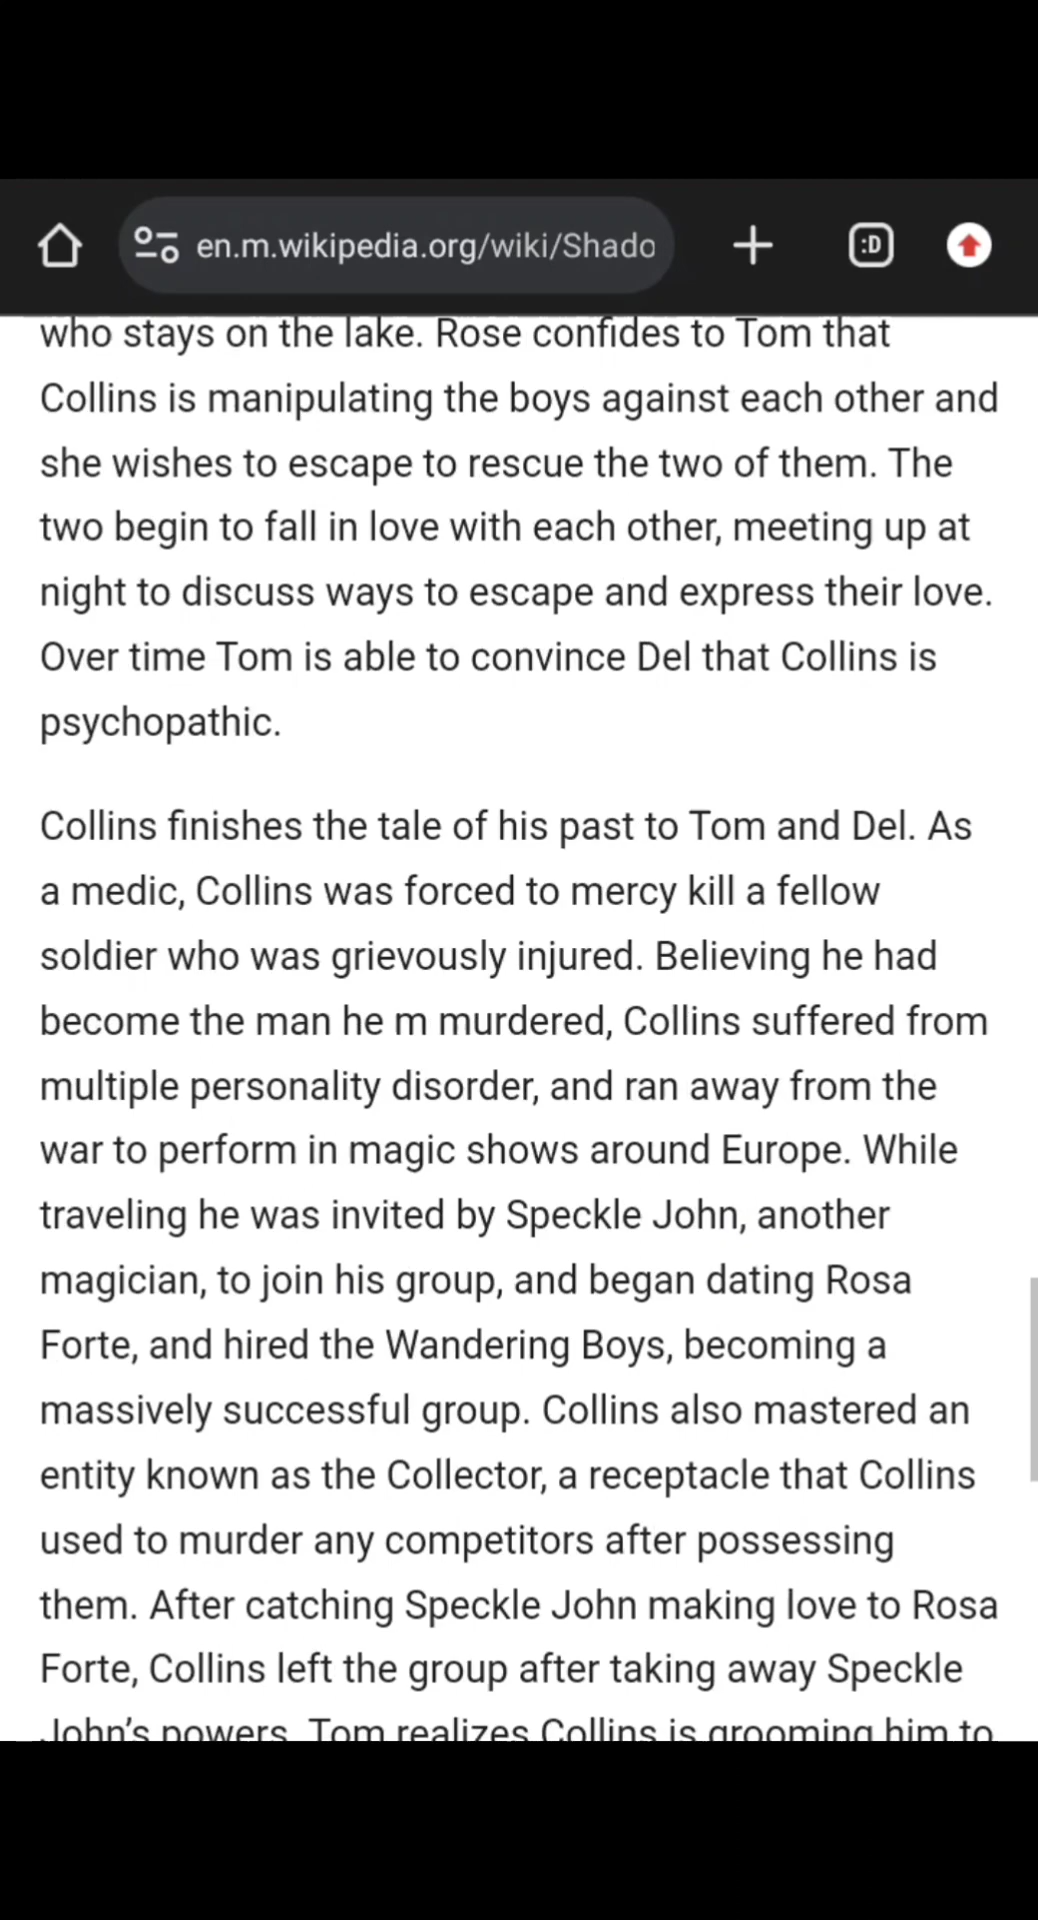 en.m.wikipedia.org/wiki/Shado
:D
who stays on the lake. Rose confides to Tom that
Collins is manipulating the boys against each other and
she wishes to escape to rescue the two of them. The
two begin to fall in love with each other, meeting up at
night to discuss ways to escape and express their love.
Over time Tom is able to convince Del that Collins is
psychopathic.
Collins finishes the tale of his past to Tom and Del. As
a medic, Collins was forced to mercy kill a fellow
soldier who was grievously injured. Believing he had
become the man he m murdered, Collins suffered from
multiple personality disorder, and ran away from the
war to perform in magic shows around Europe. While
traveling he was invited by Speckle John, another
magician, to join his group, and began dating Rosa
Forte, and hired the Wandering Boys, becoming a
massively successful group. Collins also mastered an
entity known as the Collector, a receptacle that Collins
used to murder any competitors after possessing
them. After catching Speckle John making love to Rosa
Forte, Collins left the group after taking away Speckle
John's powers. Tom realizes Collins is grooming him to